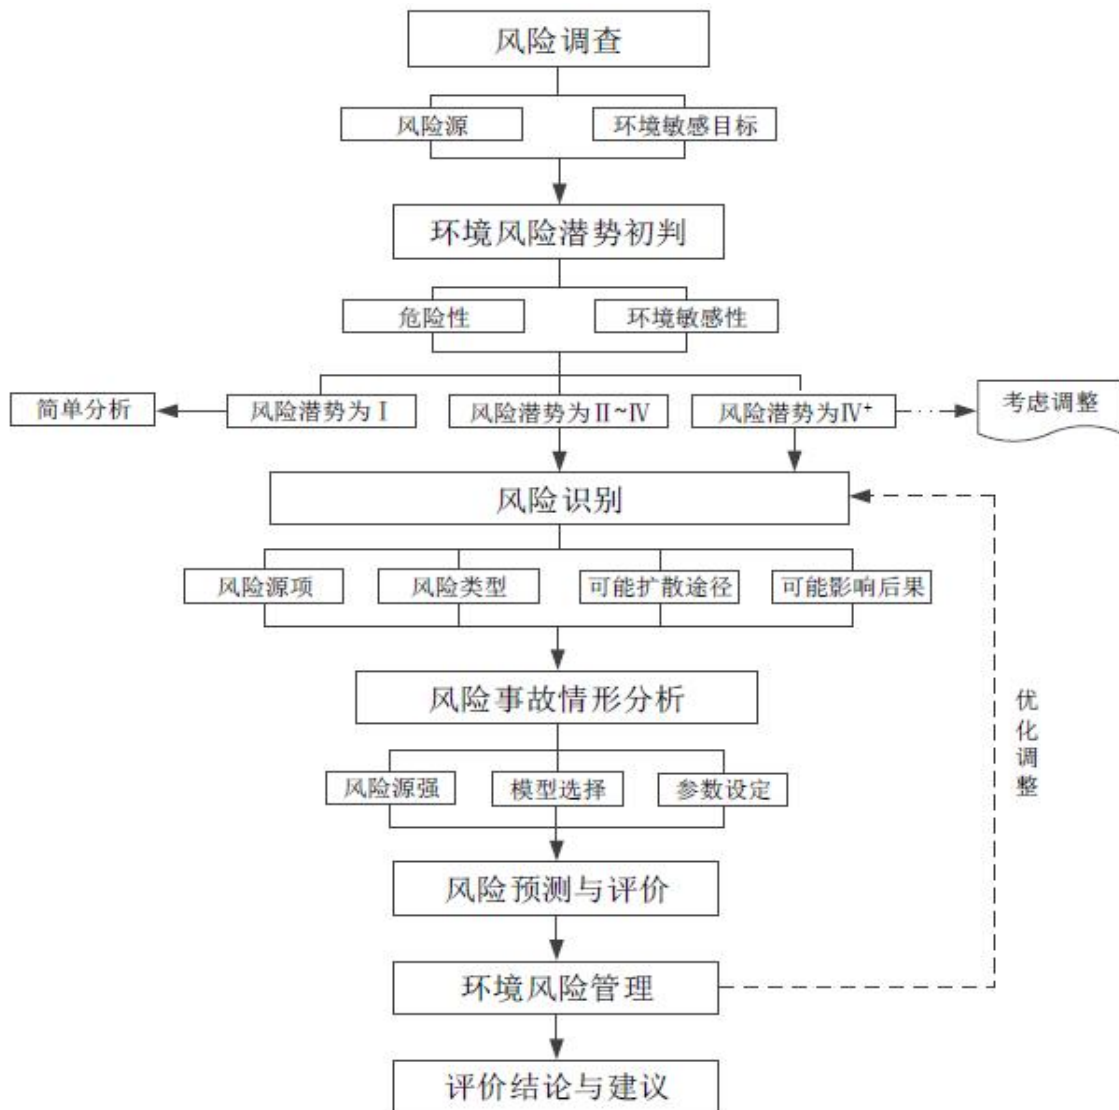 风险调查
风险源
环境敏感目标
环境风险潜势初判
危险性
环境敏感性
简单分析
风险潜势为Ⅰ
风险潜势为Ⅱ~Ⅳ
风险潜势为Ⅳ⁺
考虑调整
风险识别
风险源项
风险类型
可能扩散途径
可能影响后果
风险事故情形分析
优化调整
风险源强
模型选择
参数设定
风险预测与评价
环境风险管理
评价结论与建议